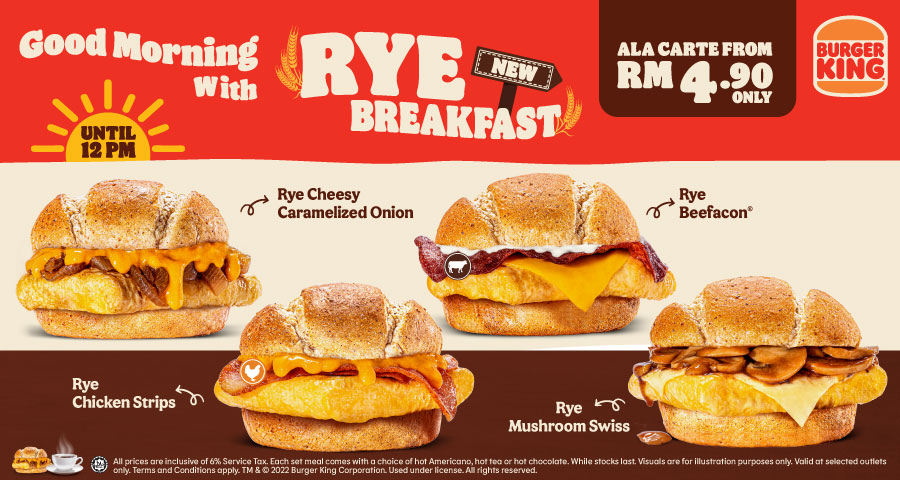 Good Morning
With
RYE
BREAKFAST
NEW
UNTIL
12 PM
ALA CARTE FROM
RM 4.90
ONLY
BURGER
KING
Rye Cheesy
Caramelized Onion
Rye
Beefacon®
Rye
Chicken Strips
Rye
Mushroom Swiss
All prices are inclusive of 6% Service Tax. Each set meal comes with a choice of hot Americano, hot tea or hot chocolate. While stocks last. Visuals are for illustration purposes only. Valid at selected outlets
only. Terms and Conditions apply. TM & © 2022 Burger King Corporation. Used under license. All rights reserved.